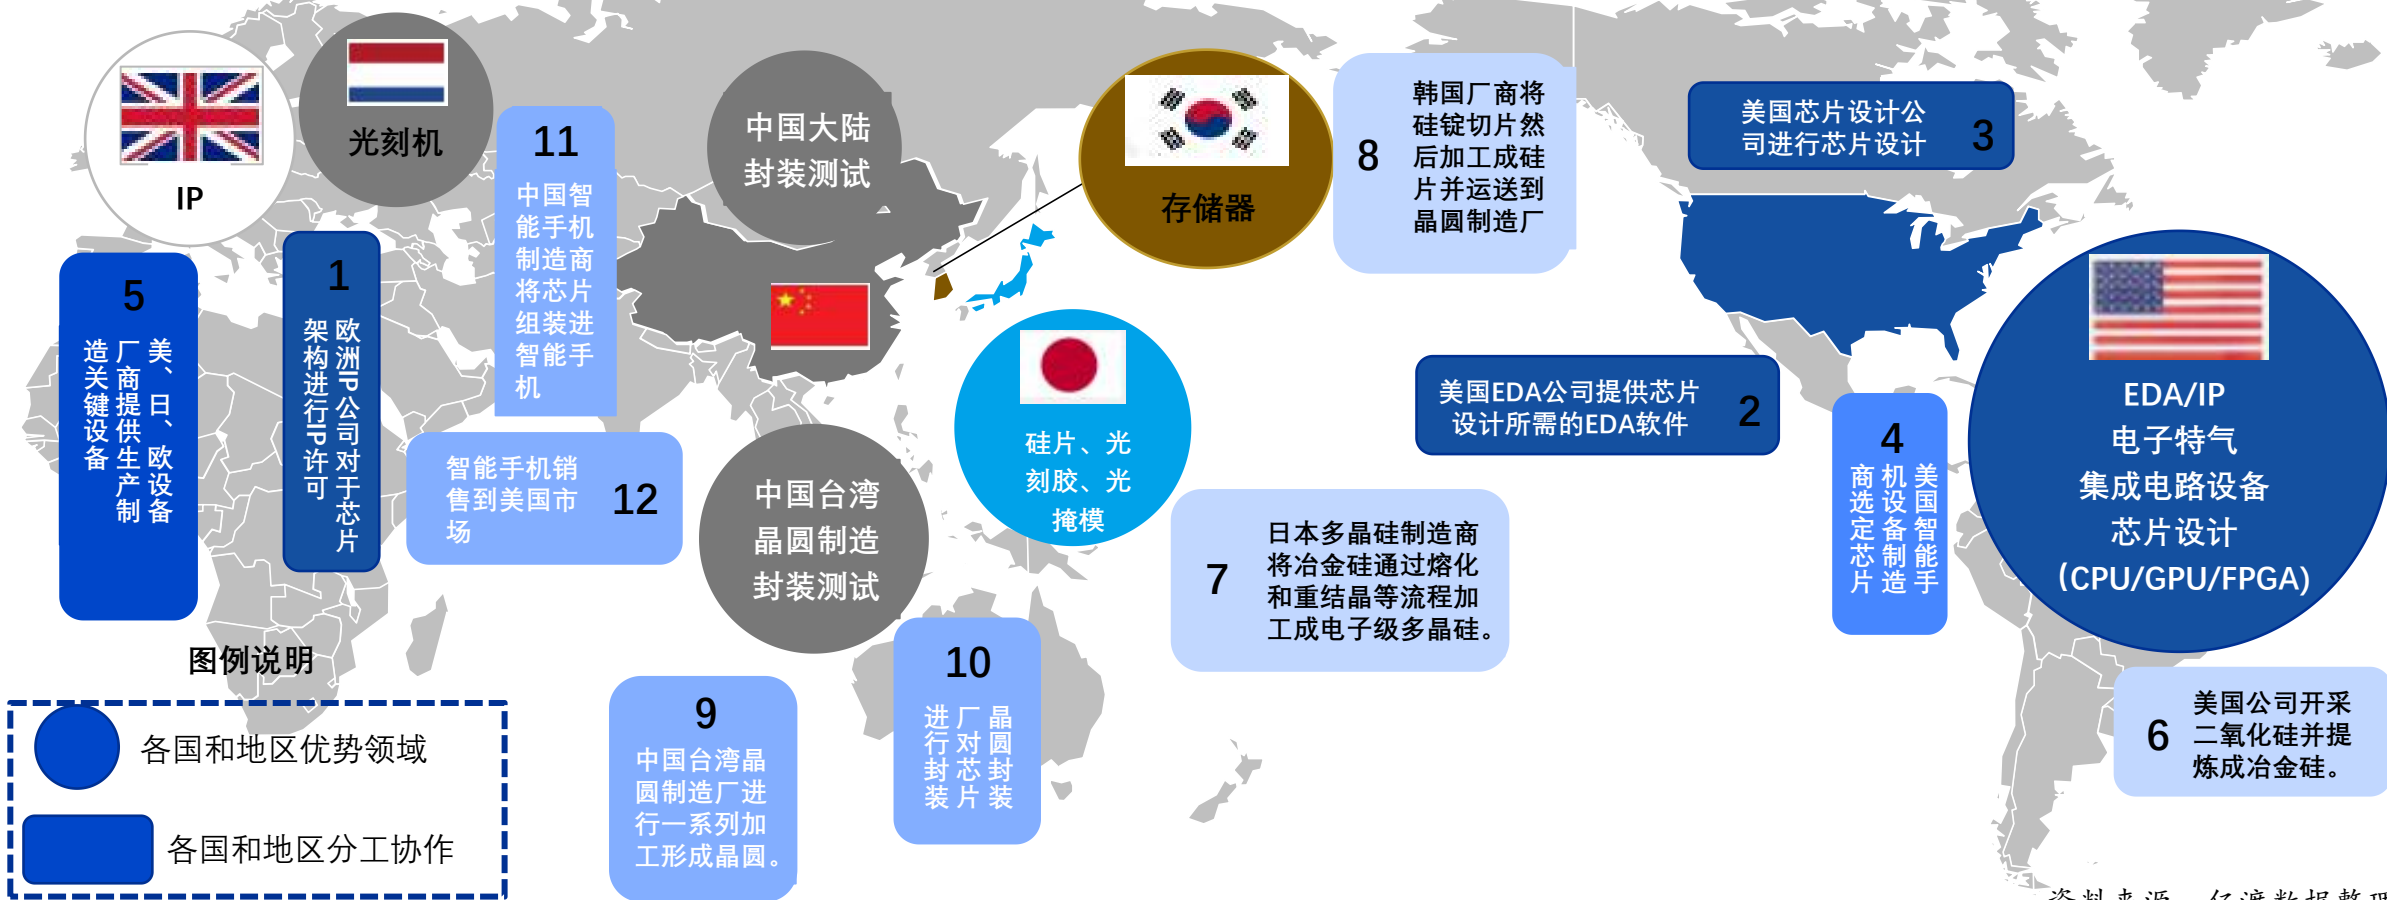 IP
光刻机
中国大陆
封装测试
存储器
8
韩国厂商将
硅锭切片然
后加工成硅
片并运送到
晶圆制造厂
美国芯片设计公
司进行芯片设计
3
11
中国智
能手机
制造商
将芯片
组装进
智能手
机
5
美、日、欧设备
厂商提供生产制
造关键设备
1
欧洲IP公司对于芯片
架构进行IP许可
美国EDA公司提供芯片
设计所需的EDA软件
2
4
美国智能手
机设备制造
商选定芯片
EDA/IP
电子特气
集成电路设备
芯片设计
(CPU/GPU/FPGA)
硅片、光
刻胶、光
掩模
智能手机销
售到美国市
场
12
中国台湾
晶圆制造
封装测试
7
日本多晶硅制造商
将冶金硅通过熔化
和重结晶等流程加
工成电子级多晶硅。
10
晶圆封装
厂对芯片
进行封装
9
中国台湾晶
圆制造厂进
行一系列加
工形成晶圆。
6
美国公司开采
二氧化硅并提
炼成冶金硅。
图例说明
各国和地区优势领域
各国和地区分工协作
资料来源 亿渡数据整理